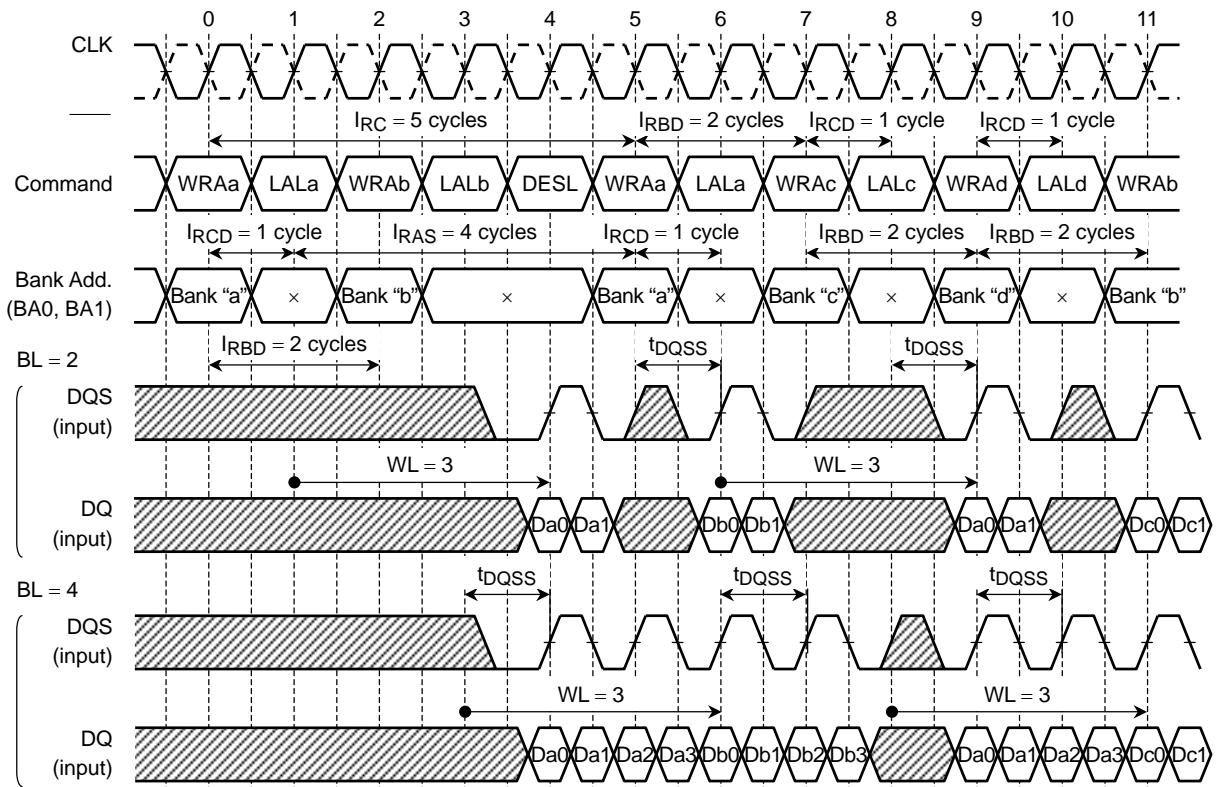 0 1 2 3 4 5 6 7 8 9 10 11
CLK
IRC = 5 cycles IRBD = 2 cycles IRCD = 1 cycle IRCD = 1 cycle
Command WRAa LALa WRAb LALb DESL WRAa LALa WRAc LALc WRAd LALd WRAb
IRCD = 1 cycle IRAS = 4 cycles IRCD = 1 cycle IRBD = 2 cycles IRBD = 2 cycles
Bank Add.
(BA0, BA1)
Bank “a” × Bank “b” × Bank “a” × Bank “c” × Bank “d” × Bank “b”
IRBD = 2 cycles tDQSS tDQSS
BL = 2
DQS
(input)
WL = 3 WL = 3
DQ
(input)
Da0 Da1 Db0 Db1 Da0 Da1 Dc0 Dc1
BL = 4
tDQSS tDQSS tDQSS
DQS
(input)
WL = 3 WL = 3
DQ
(input)
Da0 Da1 Da2 Da3 Db0 Db1 Db2 Db3 Da0 Da1 Da2 Da3 Dc0 Dc1